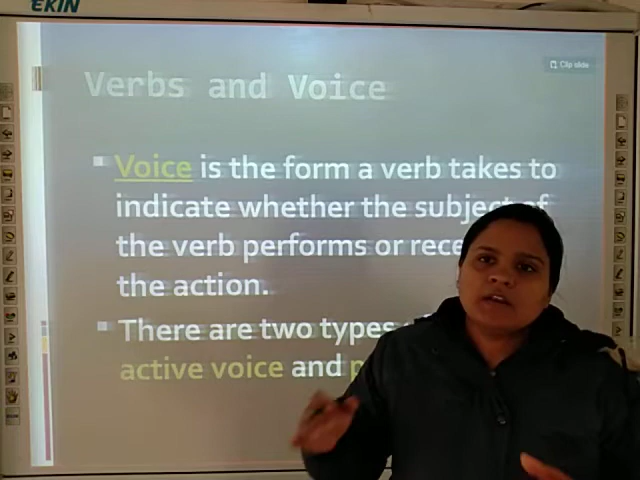 EKIN
Clip slide
Verbs and Voice
Voice is the form a verb takes to
indicate whether the subject of
the verb performs or rece
the action.
There are two types
active voice and p